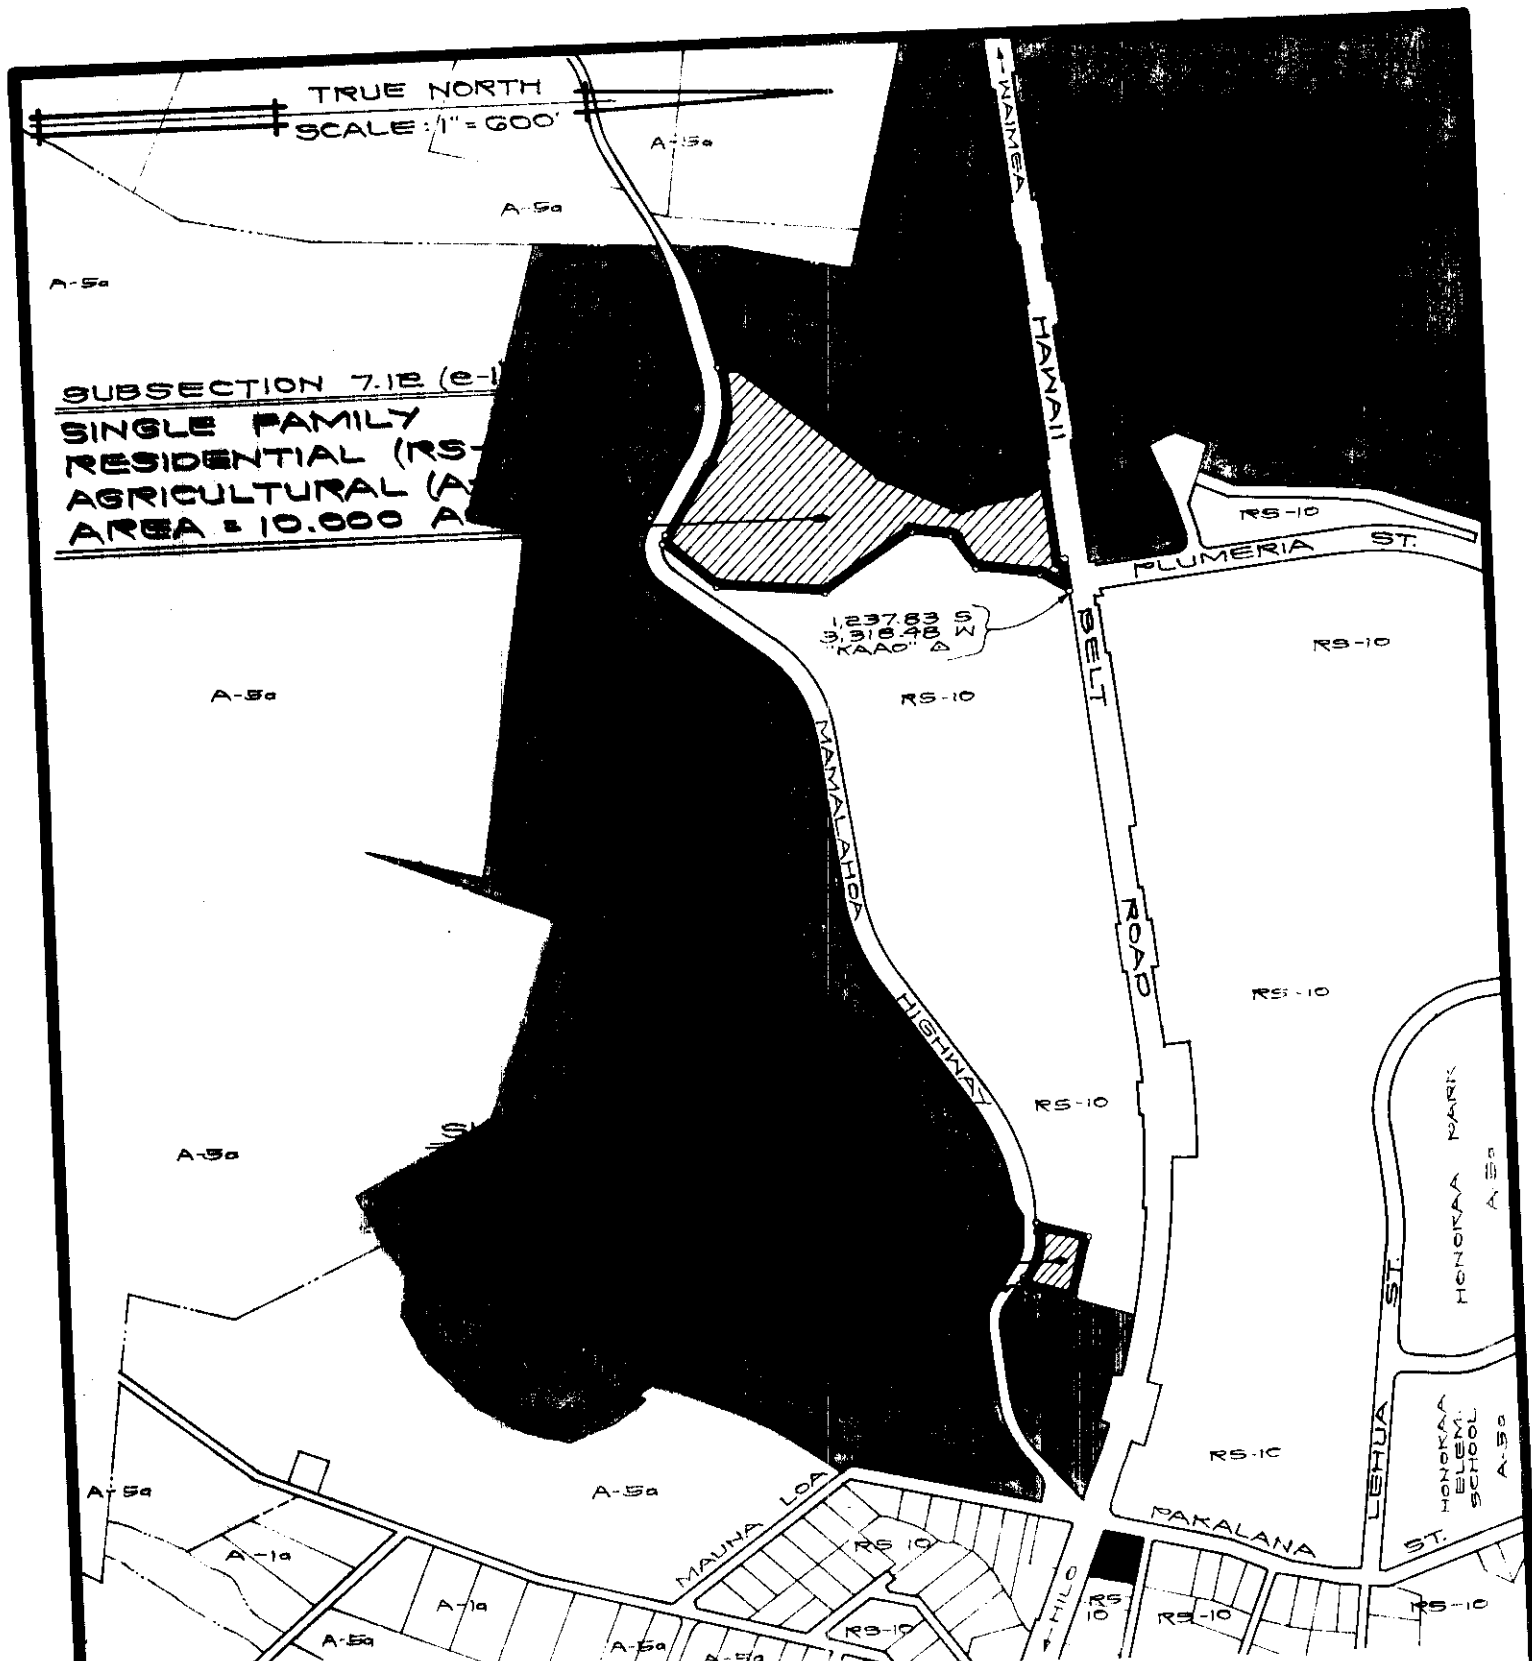 TRUE NORTH
SCALE: 1" = 600'
A-5a
A-5a
A-5a
WAIMEA
SUBSECTION 7.12 (e-1
SINGLE FAMILY
RESIDENTIAL (RS-
AGRICULTURAL (A-
AREA = 10.000 A
HAWAII
BELT
ROAD
RS-10
PLUMERIA ST.
1,237.83 S
3,318.48 W
"KAAO"
RS-10
RS-10
A-5a
MAMALAHOA
HIGHWAY
RS-10
RS-10
A-5a
HONOKAA PARK
A-5a
LEHUA ST.
RS-10
HONOKAA
ELEM.
SCHOOL
A-5a
A-5a
A-5a
MAUNA LOA
PAKALANA ST.
RS-10
A-1a
A-1a
A-5a
A-5a
A-5a
RS-10
HILO
RS
10
RS-10
RS-10